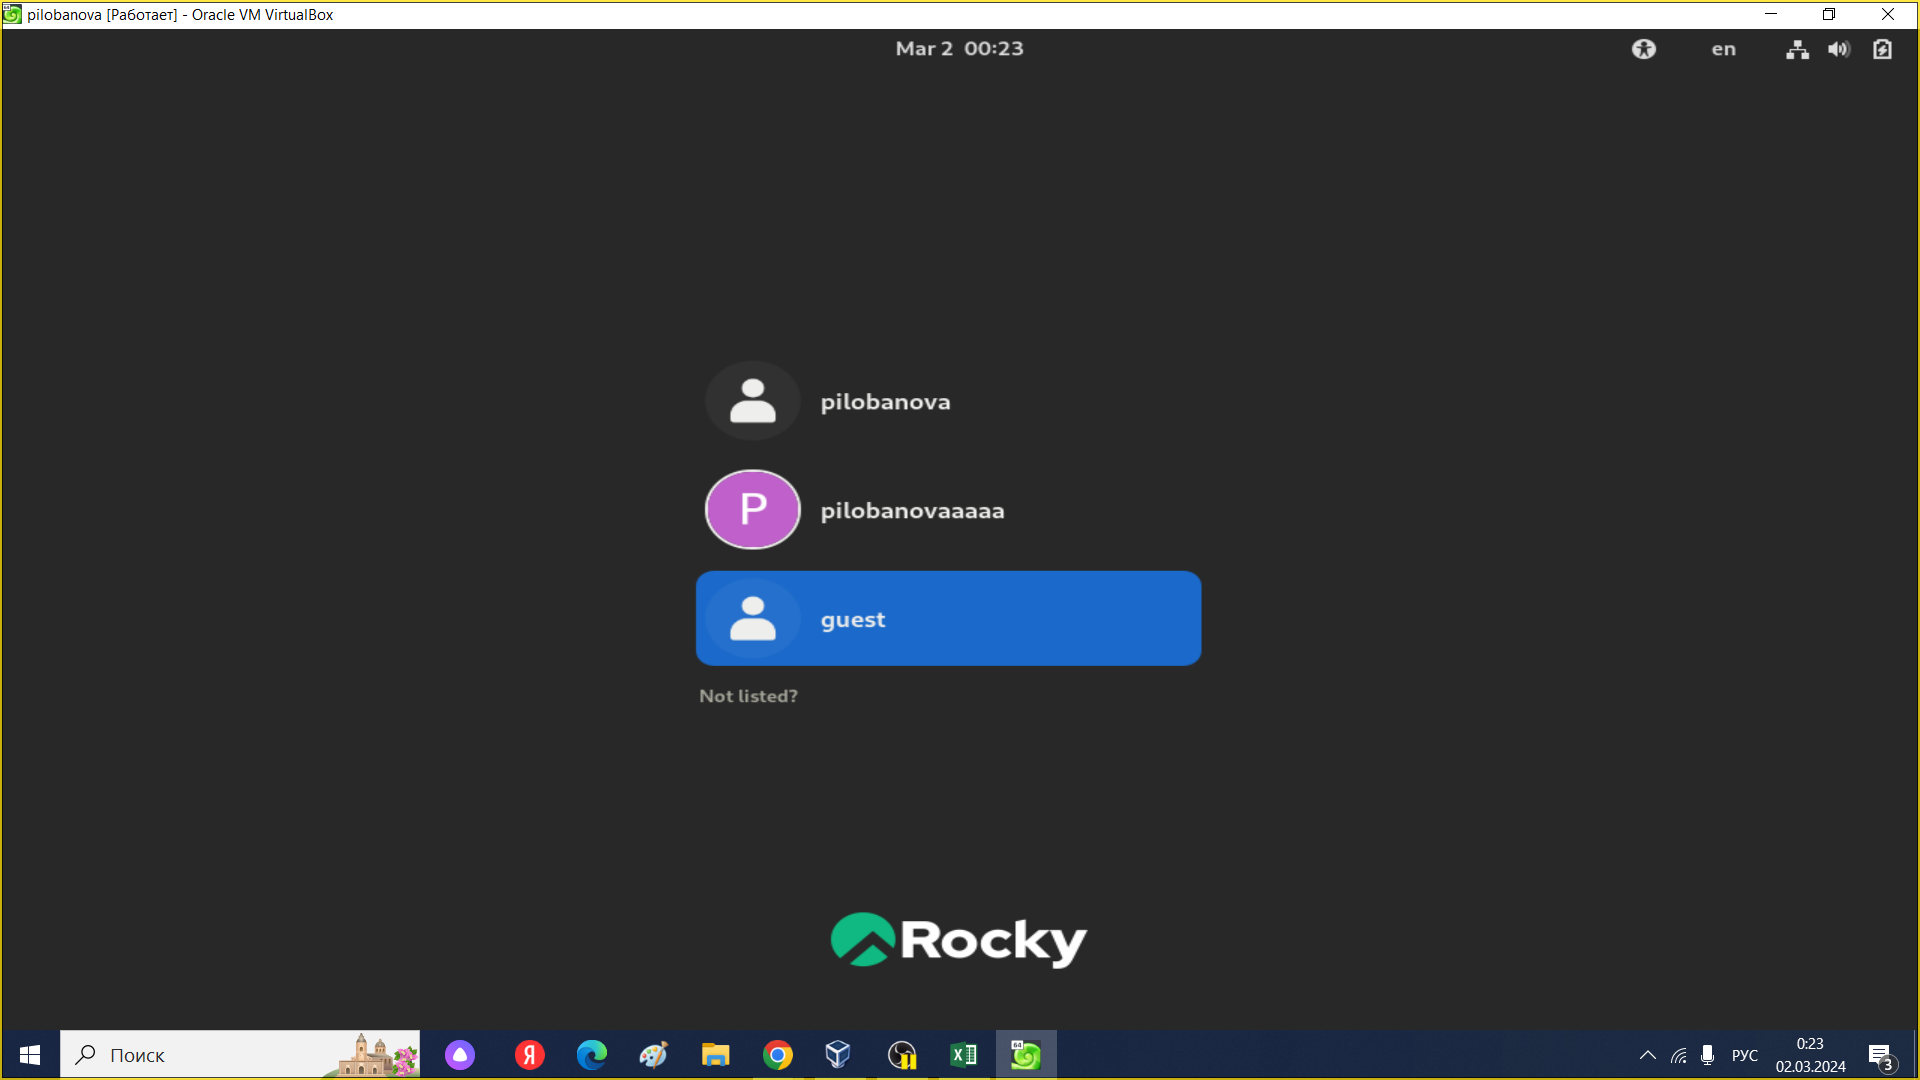 pilobanova [Работает] - Oracle VM VirtualBox
Mar 2 00:23
en
pilobanova
P
pilobanovaaaaa
guest
Not listed?
Rocky
Поиск
Я
64
РУС
0:23
02.03.2024
3